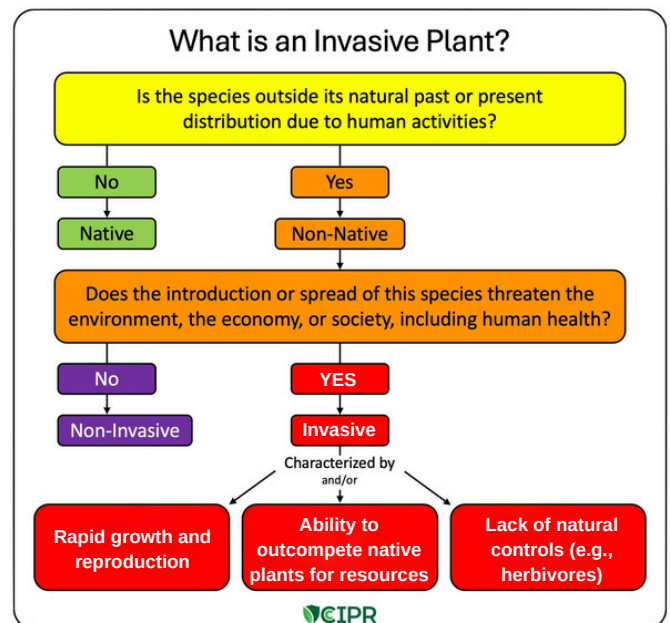 What is an Invasive Plant?
Is the species outside its natural past or present
distribution due to human activities?
No
Yes
Native
Non-Native
Does the introduction or spread of this species threaten the
environment, the economy, or society, including human health?
No
YES
Non-Invasive
Invasive
Characterized by
and/or
Rapid growth and
reproduction
Ability to
outcompete native
plants for resources
Lack of natural
controls (e.g.,
herbivores)
CIPR